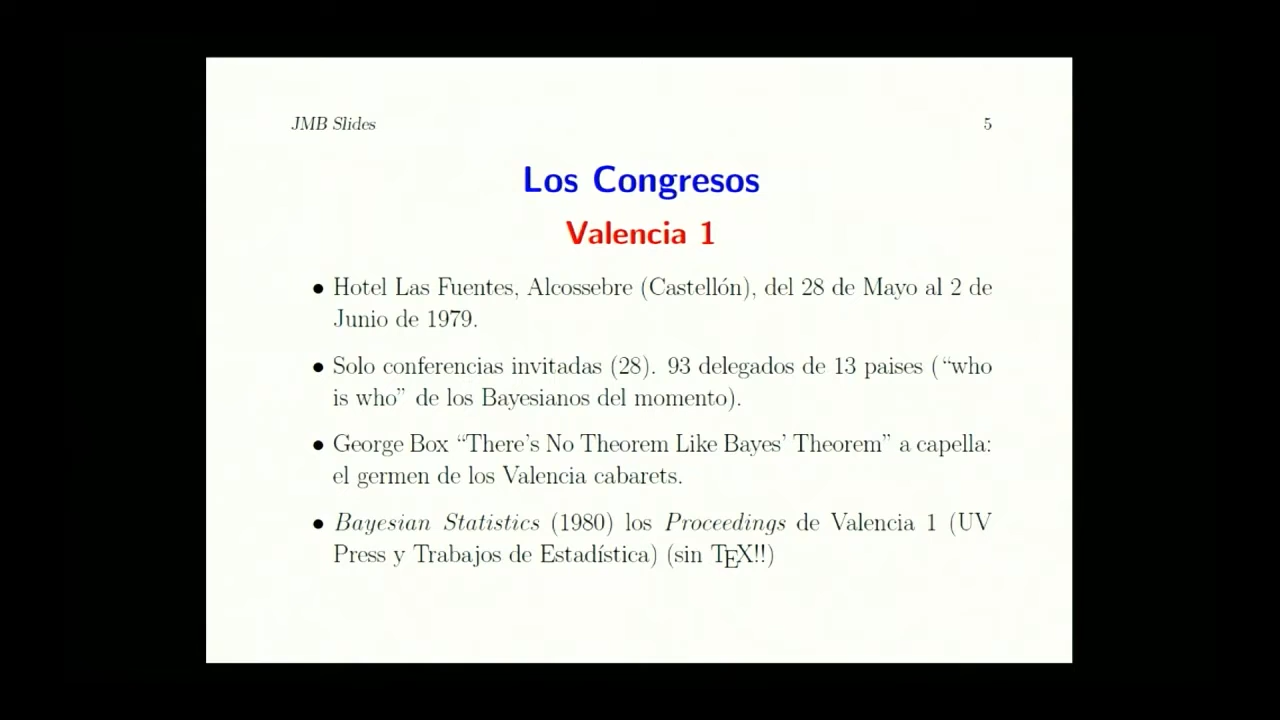 JMB Slides 5
Los Congresos
Valencia 1
• Hotel Las Fuentes, Alcossebre (Castellón), del 28 de Mayo al 2 de
Junio de 1979.
• Solo conferencias invitadas (28). 93 delegados de 13 paises (“who
is who” de los Bayesianos del momento).
• George Box “There's No Theorem Like Bayes' Theorem” a capella:
el germen de los Valencia cabarets.
• Bayesian Statistics (1980) los Proceedings de Valencia 1 (UV
Press y Trabajos de Estadística) (sin TEX!!)